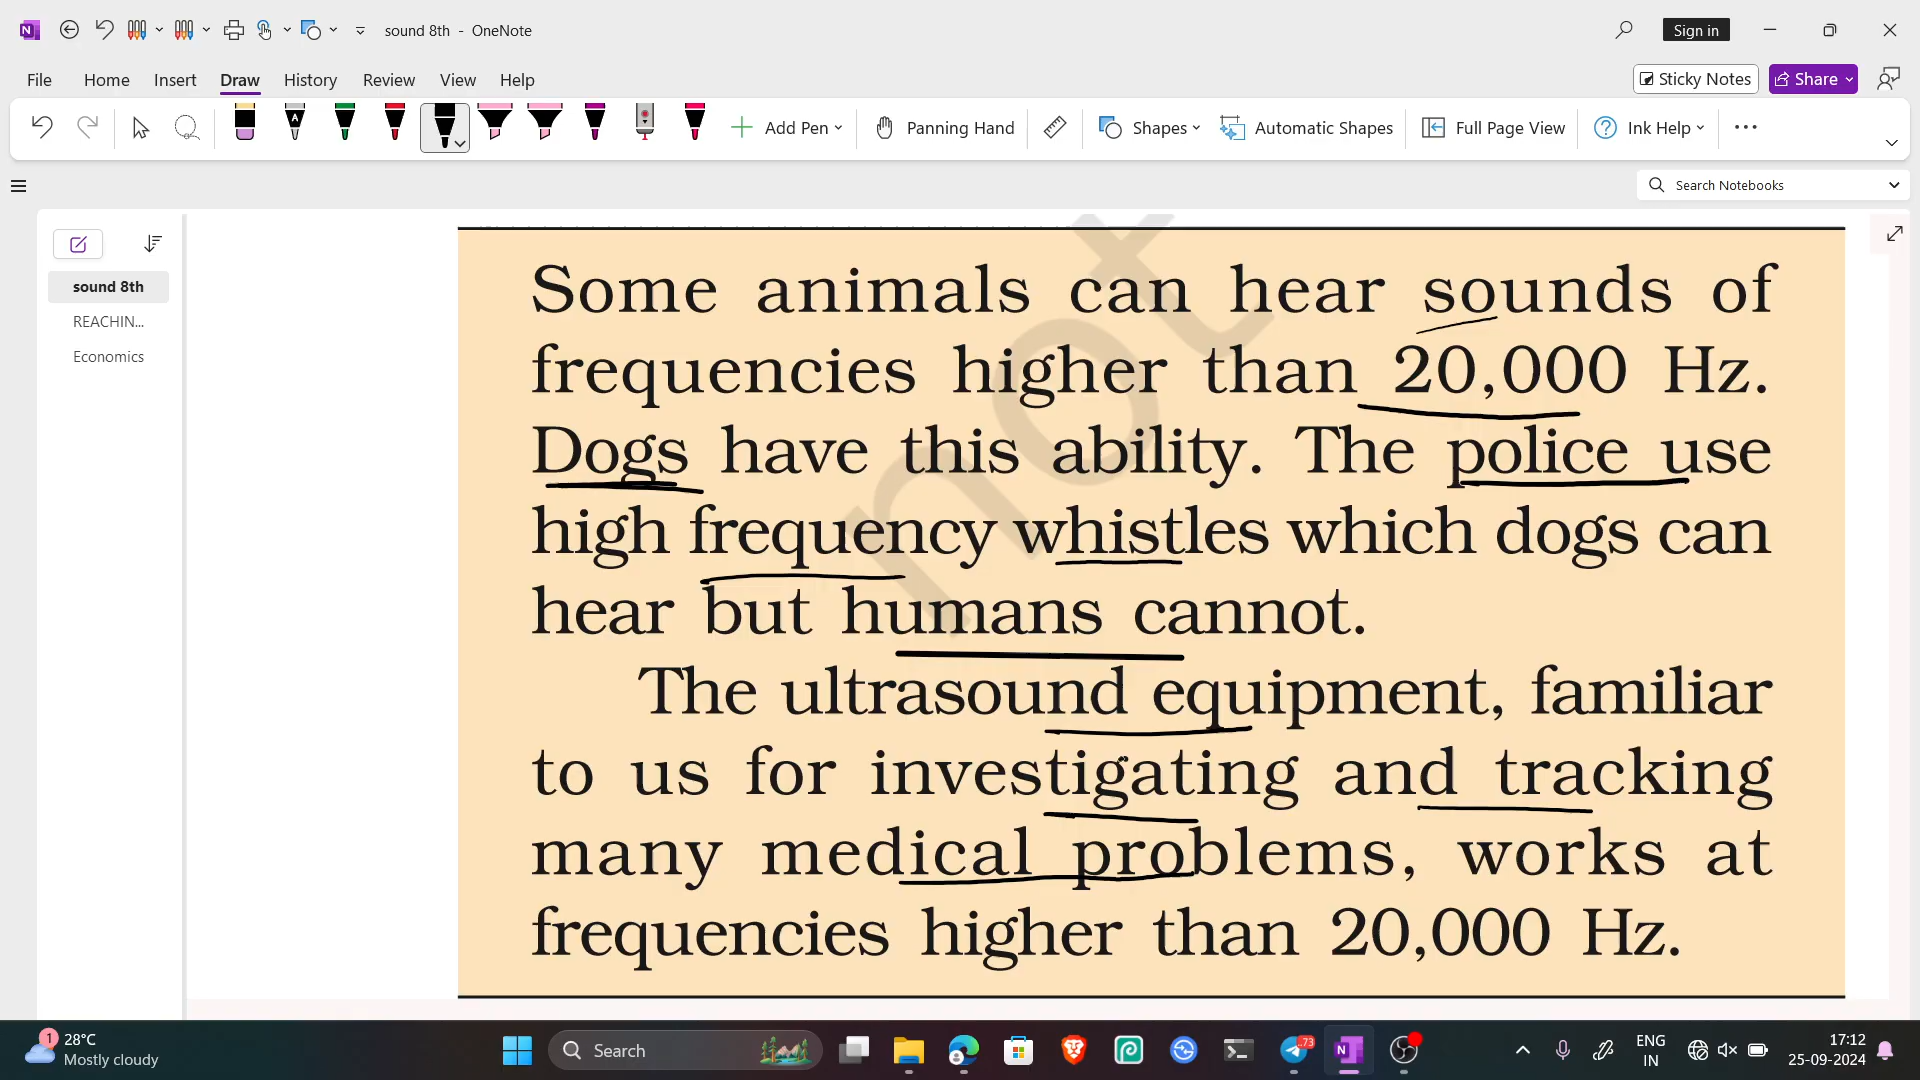 sound 8th - OneNote
Sign in
File Home Insert Draw History Review View Help
Sticky Notes Share
A Add Pen Panning Hand Shapes Automatic Shapes Full Page View Ink Help
Search Notebooks
sound 8th
REACHIN...
Economics
not
Some animals can hear sounds of
frequencies higher than 20,000 Hz.
Dogs have this ability. The police use
high frequency whistles which dogs can
hear but humans cannot.
The ultrasound equipment, familiar
to us for investigating and tracking
many medical problems, works at
frequencies higher than 20,000 Hz.
1 28°C
Mostly cloudy
Search
73
ENG
IN
17:12
25-09-2024